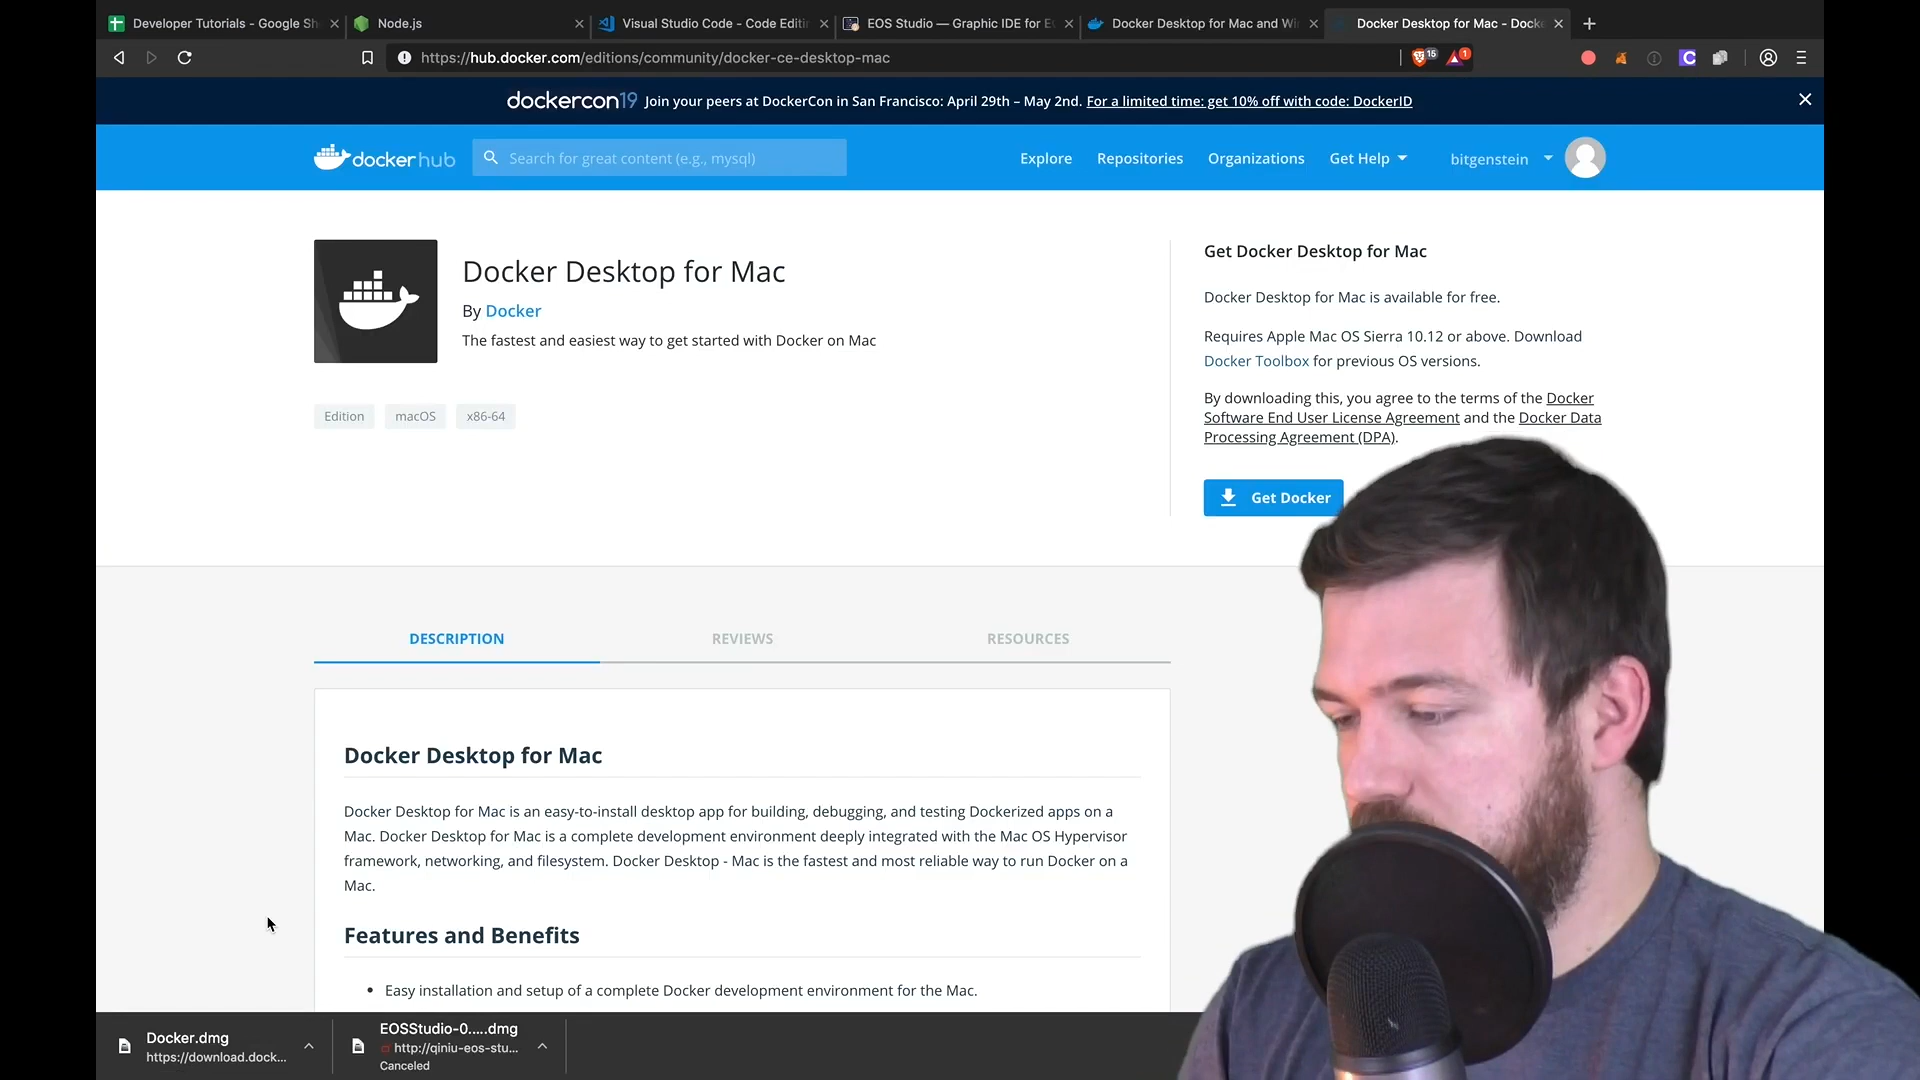 Developer Tutorials - Google Sh
Node.js
Visual Studio Code - Code Editin
EOS Studio — Graphic IDE for E
Docker Desktop for Mac and Wi
Docker Desktop for Mac - Docke
https://hub.docker.com/editions/community/docker-ce-desktop-mac
15
1
dockercon19 Join your peers at DockerCon in San Francisco: April 29th – May 2nd. For a limited time: get 10% off with code: DockerID
dockerhub
Search for great content (e.g., mysql)
Explore
Repositories
Organizations
Get Help
bitgenstein
Docker Desktop for Mac
By Docker
The fastest and easiest way to get started with Docker on Mac
Edition
macOS
x86-64
Get Docker Desktop for Mac
Docker Desktop for Mac is available for free.
Requires Apple Mac OS Sierra 10.12 or above. Download
Docker Toolbox for previous OS versions.
By downloading this, you agree to the terms of the Docker
Software End User License Agreement and the Docker Data
Processing Agreement (DPA).
Get Docker
DESCRIPTION
REVIEWS
RESOURCES
Docker Desktop for Mac
Docker Desktop for Mac is an easy-to-install desktop app for building, debugging, and testing Dockerized apps on a
Mac. Docker Desktop for Mac is a complete development environment deeply integrated with the Mac OS Hypervisor
framework, networking, and filesystem. Docker Desktop - Mac is the fastest and most reliable way to run Docker on a
Mac.
Features and Benefits
• Easy installation and setup of a complete Docker development environment for the Mac.
Docker.dmg
https://download.dock...
EOSStudio-0.....dmg
http://qiniu-eos-stu...
Canceled